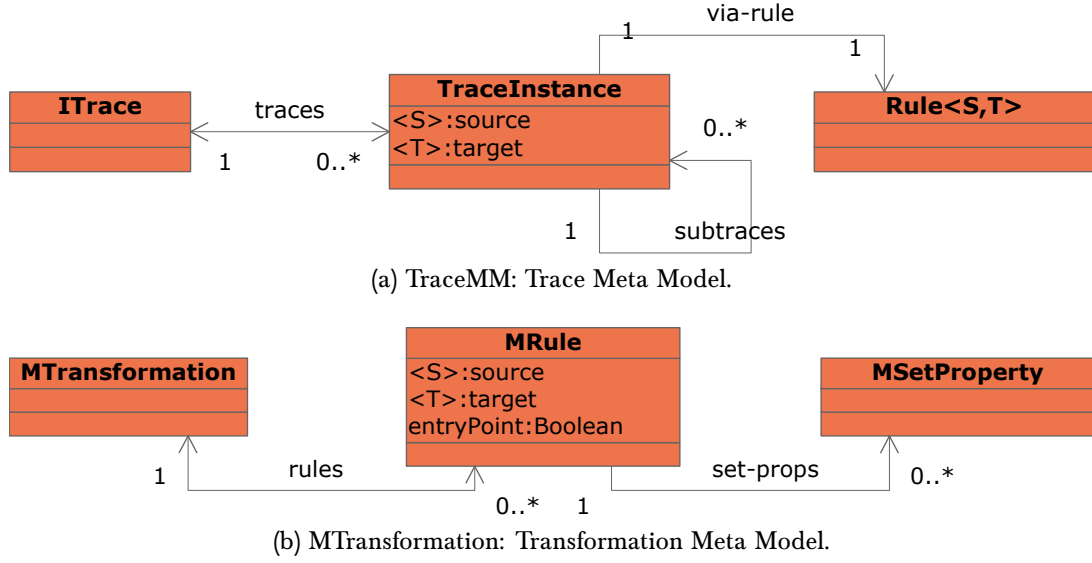 via-rule
1
1
ITrace
traces
1
0..*
TraceInstance
<S>:source
<T>:target
0..*
1
subtraces
Rule<S,T>
(a) TraceMM: Trace Meta Model.
MTransformation
1
rules
0..*
MRule
<S>:source
<T>:target
entryPoint:Boolean
1
set-props
0..*
MSetProperty
(b) MTransformation: Transformation Meta Model.